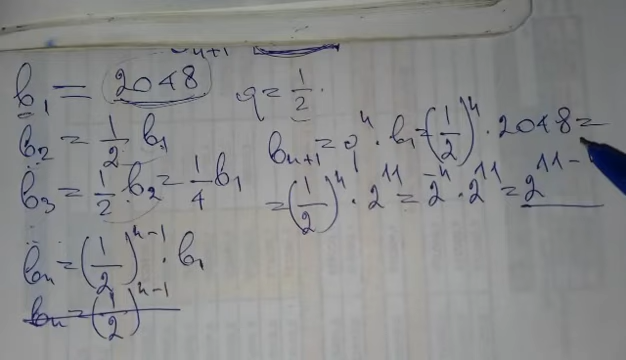 b₁ = 2048 q = 1/2.
b₂ = 1/2 b₁
bₙ₊₁ = qⁿ · b₁ = (1/2)ⁿ · 2048 =
b₃ = 1/2 · b₂ = 1/4 b₁
= (1/2)ⁿ · 2¹¹ = 2⁻ⁿ · 2¹¹ = 2¹¹⁻
bₙ = (1/2)ⁿ⁻¹ · b₁
bₙ = (1/2)ⁿ⁻¹